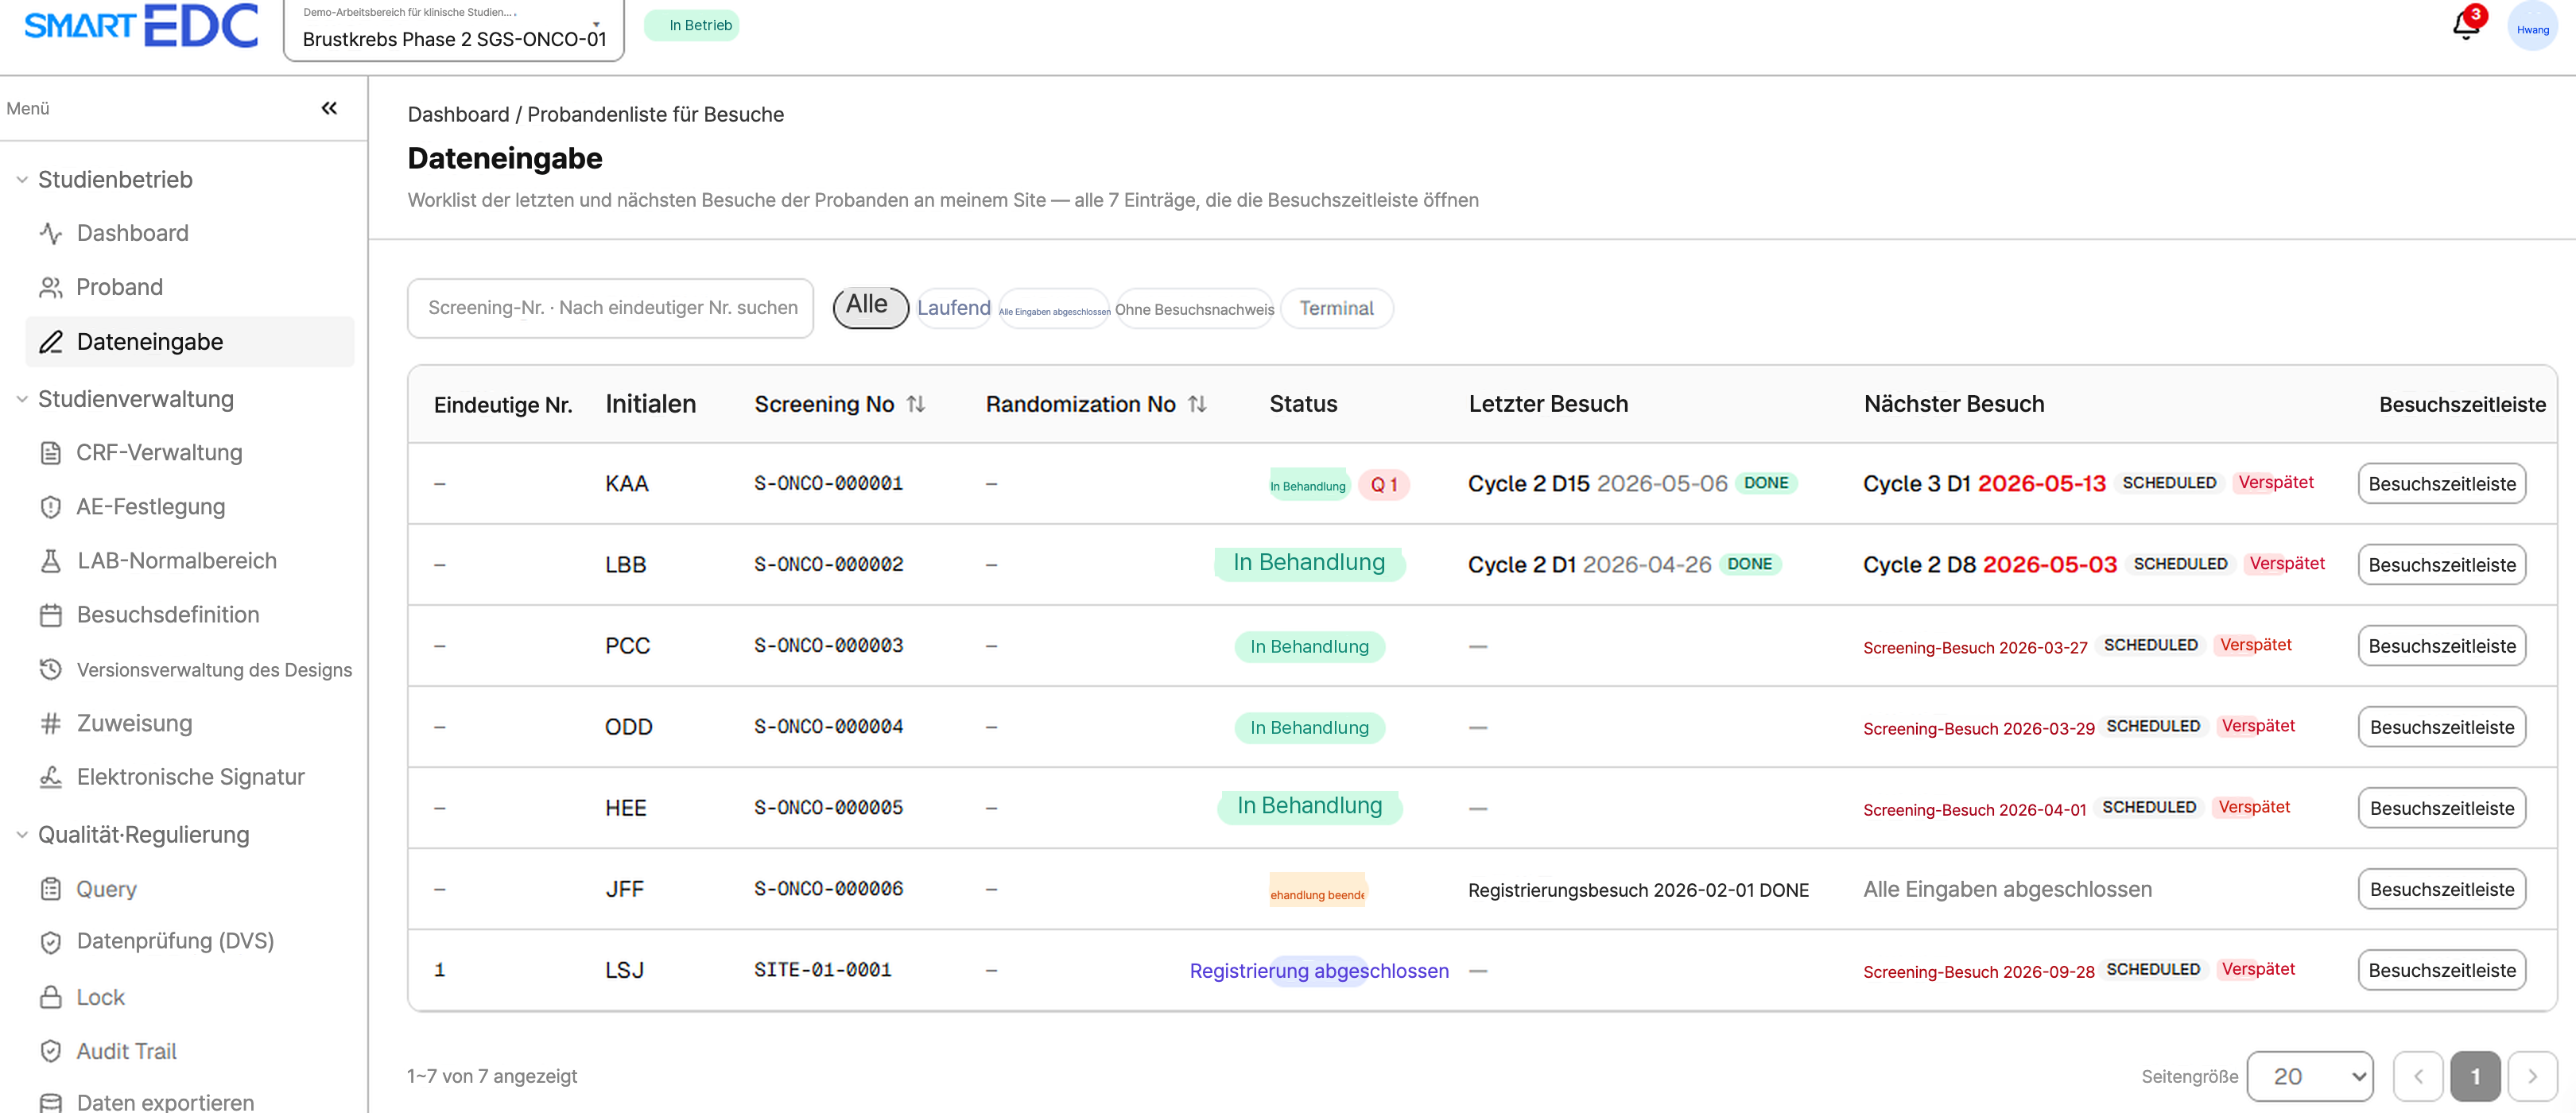 SMART EDC
Demo-Arbeitsbereich für klinische Studien...
Brustkrebs Phase 2 SGS-ONCO-01
In Betrieb
3
Hwang
Menü
Studienbetrieb
Dashboard
Proband
Dateneingabe
Studienverwaltung
CRF-Verwaltung
AE-Festlegung
LAB-Normalbereich
Besuchsdefinition
Versionsverwaltung des Designs
Zuweisung
Elektronische Signatur
Qualität·Regulierung
Query
Datenprüfung (DVS)
Lock
Audit Trail
Daten exportieren
Dashboard / Probandenliste für Besuche
Dateneingabe
Worklist der letzten und nächsten Besuche der Probanden an meinem Site — alle 7 Einträge, die die Besuchszeitleiste öffnen
Screening-Nr. · Nach eindeutiger Nr. suchen
Alle Laufend Alle Eingaben abgeschlossen Ohne Besuchsnachweis Terminal
Eindeutige Nr. Initialen Screening No Randomization No Status Letzter Besuch Nächster Besuch Besuchszeitleiste
– KAA S-ONCO-000001 – In Behandlung Q 1 Cycle 2 D15 2026-05-06 DONE Cycle 3 D1 2026-05-13 SCHEDULED Verspätet Besuchszeitleiste
– LBB S-ONCO-000002 – In Behandlung Cycle 2 D1 2026-04-26 DONE Cycle 2 D8 2026-05-03 SCHEDULED Verspätet Besuchszeitleiste
– PCC S-ONCO-000003 – In Behandlung — Screening-Besuch 2026-03-27 SCHEDULED Verspätet Besuchszeitleiste
– ODD S-ONCO-000004 – In Behandlung — Screening-Besuch 2026-03-29 SCHEDULED Verspätet Besuchszeitleiste
– HEE S-ONCO-000005 – In Behandlung — Screening-Besuch 2026-04-01 SCHEDULED Verspätet Besuchszeitleiste
– JFF S-ONCO-000006 – ehandlung beende Registrierungsbesuch 2026-02-01 DONE Alle Eingaben abgeschlossen Besuchszeitleiste
1 LSJ SITE-01-0001 – Registrierung abgeschlossen — Screening-Besuch 2026-09-28 SCHEDULED Verspätet Besuchszeitleiste
1~7 von 7 angezeigt
Seitengröße 20 1